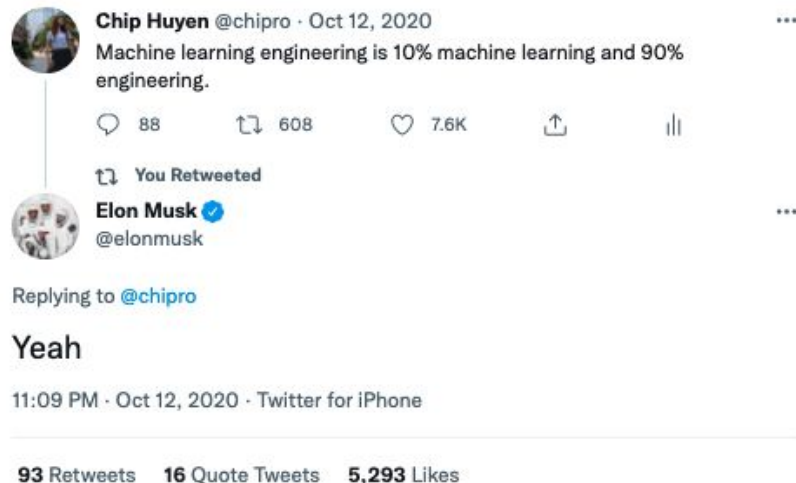 Chip Huyen @chipro · Oct 12, 2020
Machine learning engineering is 10% machine learning and 90%
engineering.
88 608 7.6K
You Retweeted
Elon Musk
@elonmusk
Replying to @chipro
Yeah
11:09 PM · Oct 12, 2020 · Twitter for iPhone
93 Retweets 16 Quote Tweets 5,293 Likes